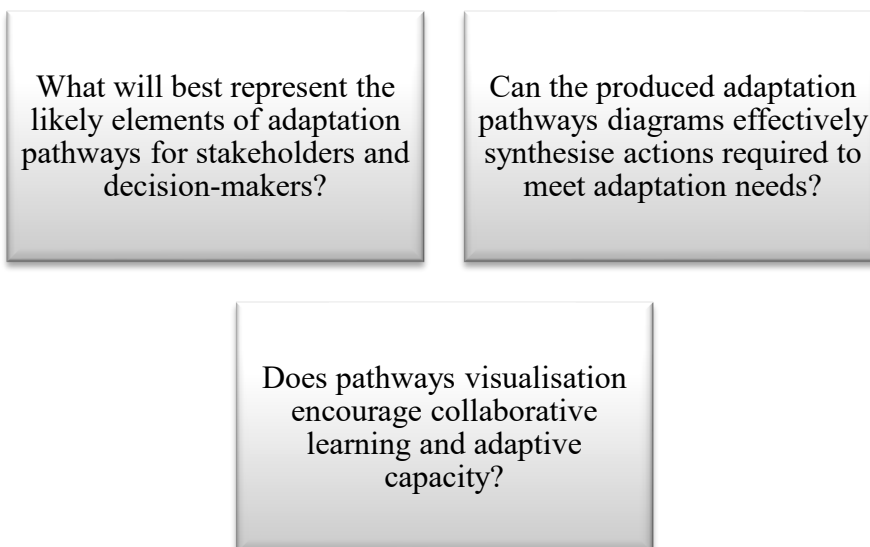 What will best represent the
likely elements of adaptation
pathways for stakeholders and
decision-makers?
Can the produced adaptation
pathways diagrams effectively
synthesise actions required to
meet adaptation needs?
Does pathways visualisation
encourage collaborative
learning and adaptive
capacity?